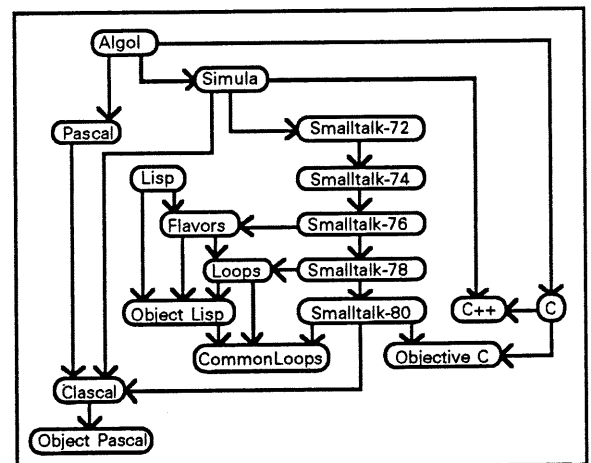 Algol
Simula
Pascal
Smalltalk-72
Lisp
Smalltalk-74
Flavors
Smalltalk-76
Loops
Smalltalk-78
Object Lisp
Smalltalk-80
C++
C
CommonLoops
Objective C
Clascal
Object Pascal